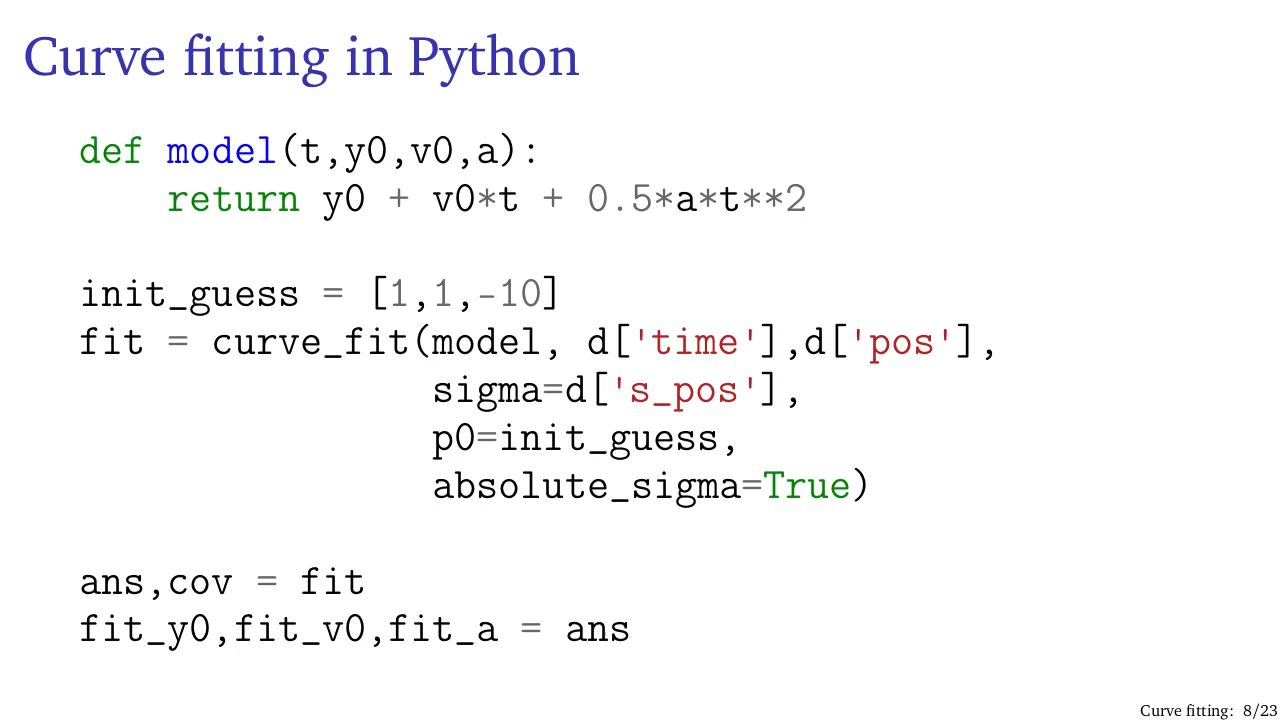 Curve fitting in Python
def model(t,y0,v0,a):
    return y0 + v0*t + 0.5*a*t**2
init_guess = [1,1,-10]
fit = curve_fit(model, d['time'],d['pos'],
                sigma=d['s_pos'],
                p0=init_guess,
                absolute_sigma=True)
ans,cov = fit
fit_y0,fit_v0,fit_a = ans
Curve fitting: 8/23